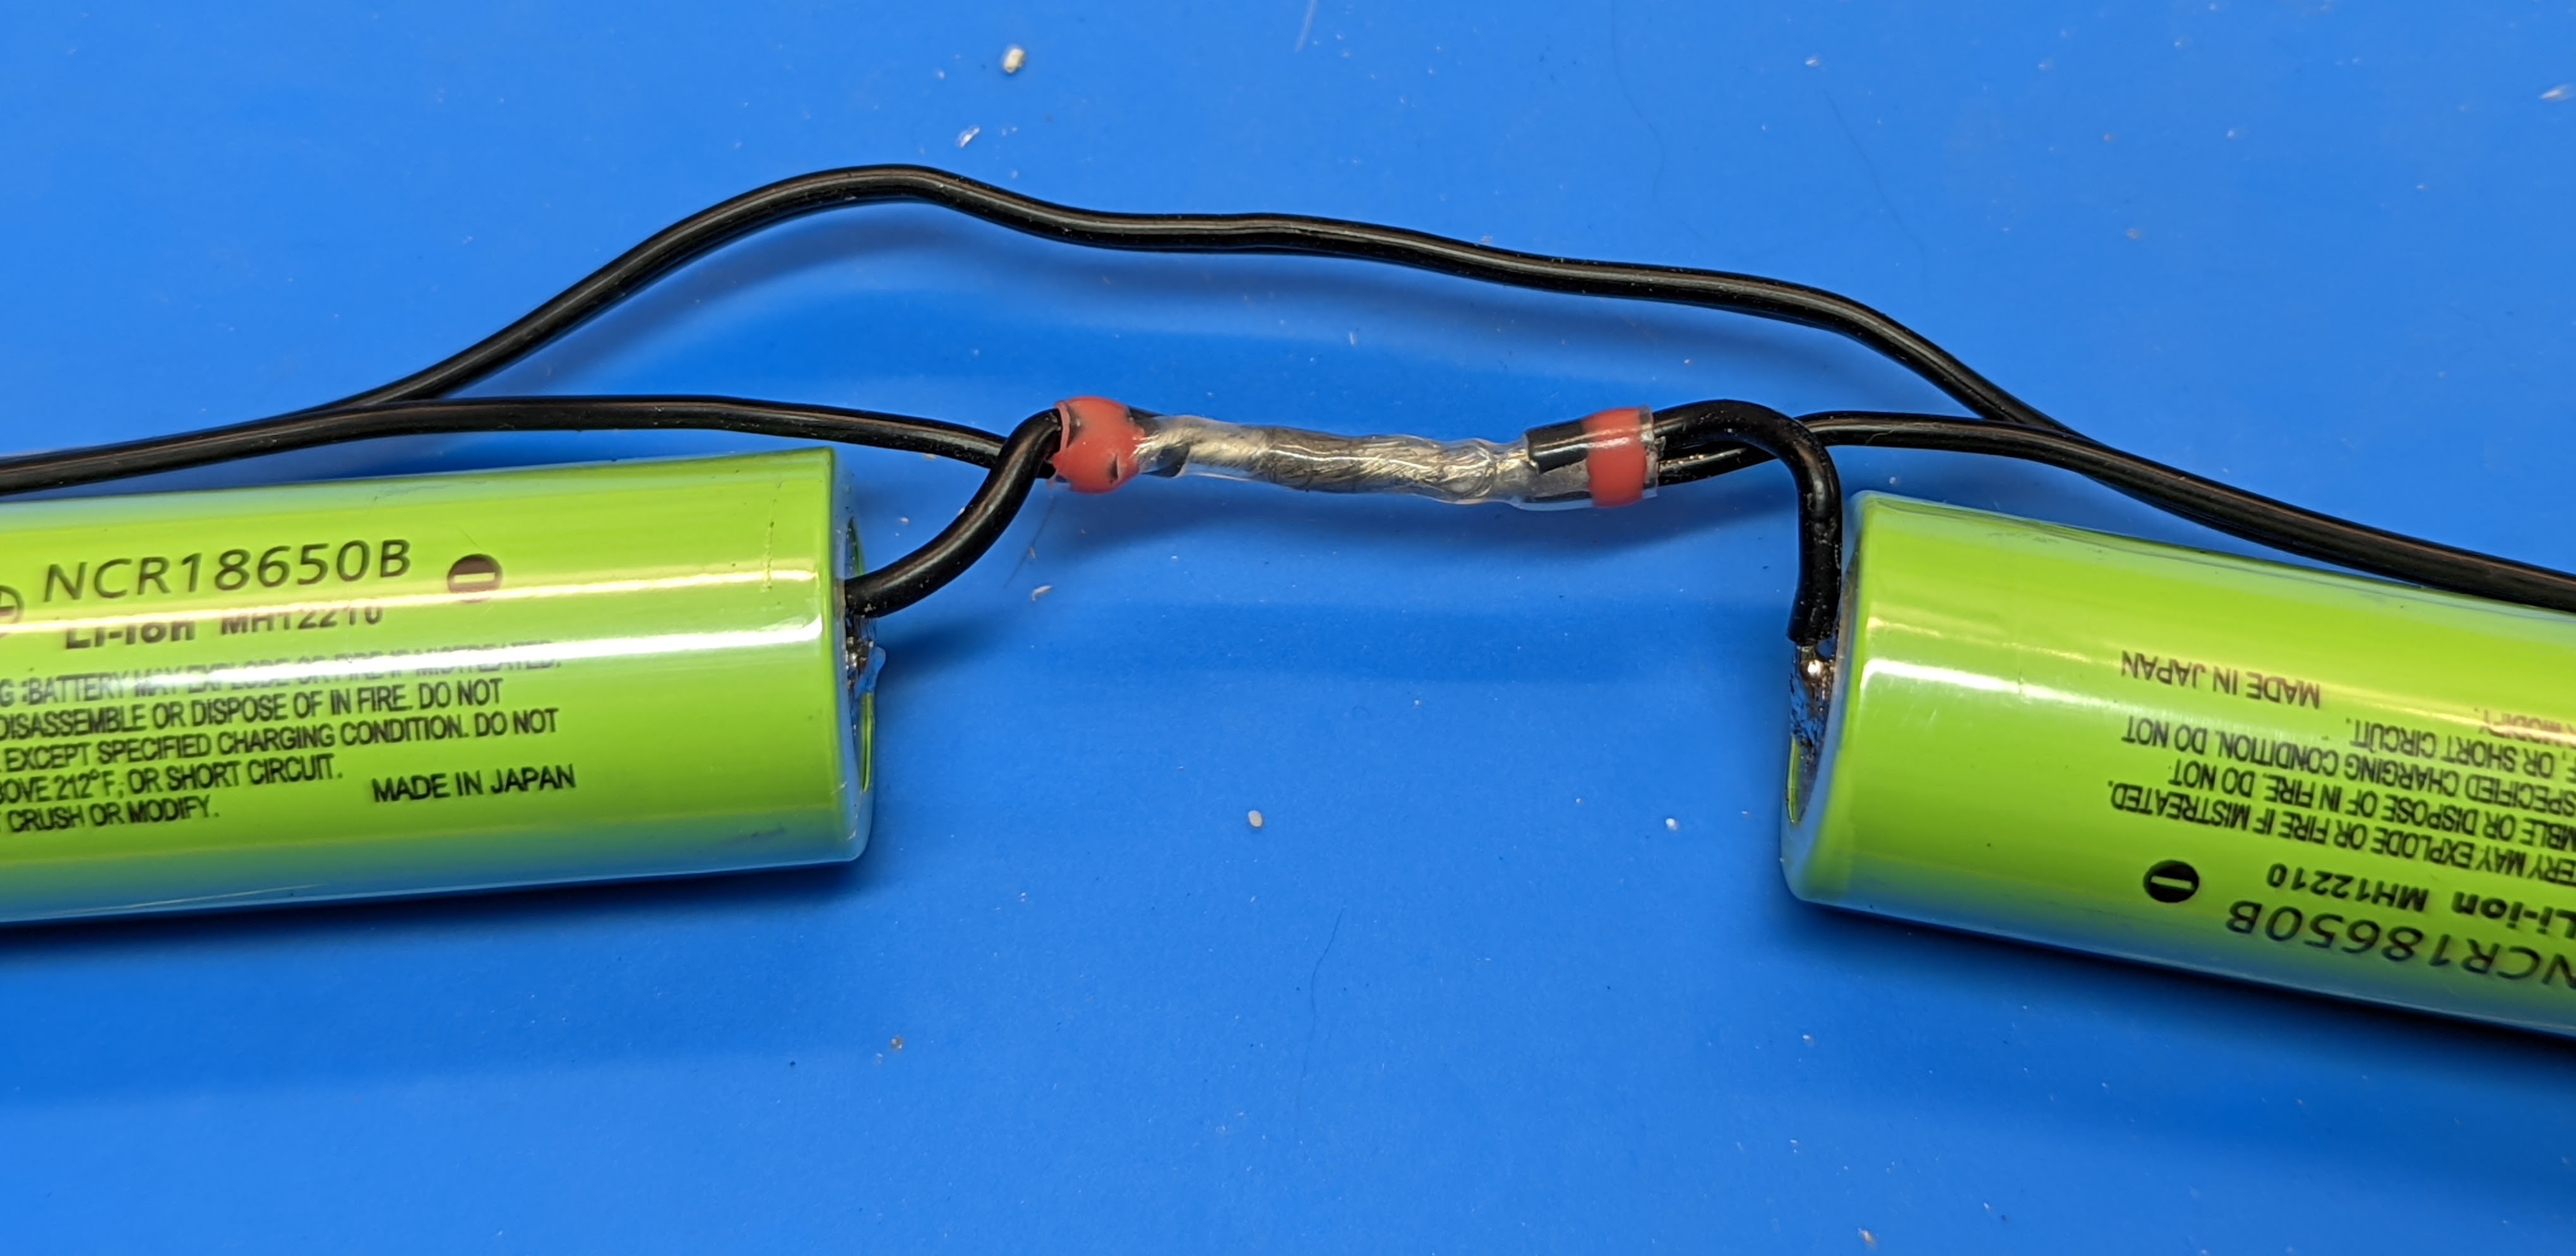 NCR18650B
Li-ion MH12210
G :BATTERY MAY EXPLODE OR FIRE IF MISTREATED.
DISASSEMBLE OR DISPOSE OF IN FIRE. DO NOT
EXCEPT SPECIFIED CHARGING CONDITION. DO NOT
BOVE 212°F, OR SHORT CIRCUIT.
CRUSH OR MODIFY.
MADE IN JAPAN
NCR18650B
Li-ion MH12210
ERY MAY EXPLODE OR FIRE IF MISTREATED.
MBLE OR DISPOSE OF IN FIRE. DO NOT
SPECIFIED CHARGING CONDITION. DO NOT
F, OR SHORT CIRCUIT.
MODIFY.
MADE IN JAPAN